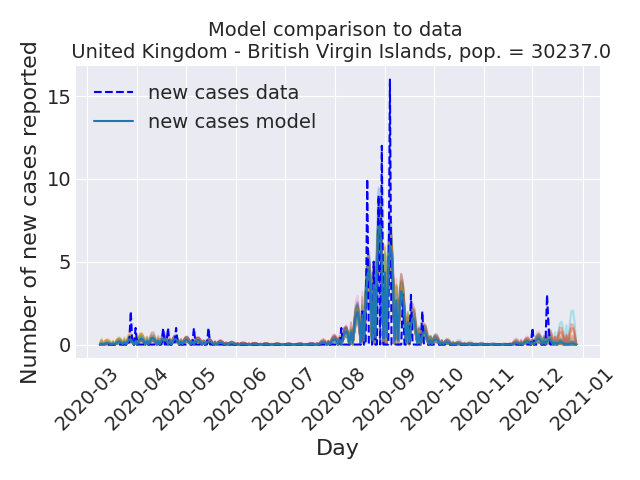 Model comparison to data
United Kingdom - British Virgin Islands, pop. = 30237.0
Number of new cases reported
new cases data
new cases model
15
10
5
0
2020-03
2020-04
2020-05
2020-06
2020-07
2020-08
2020-09
2020-10
2020-11
2020-12
2021-01
Day